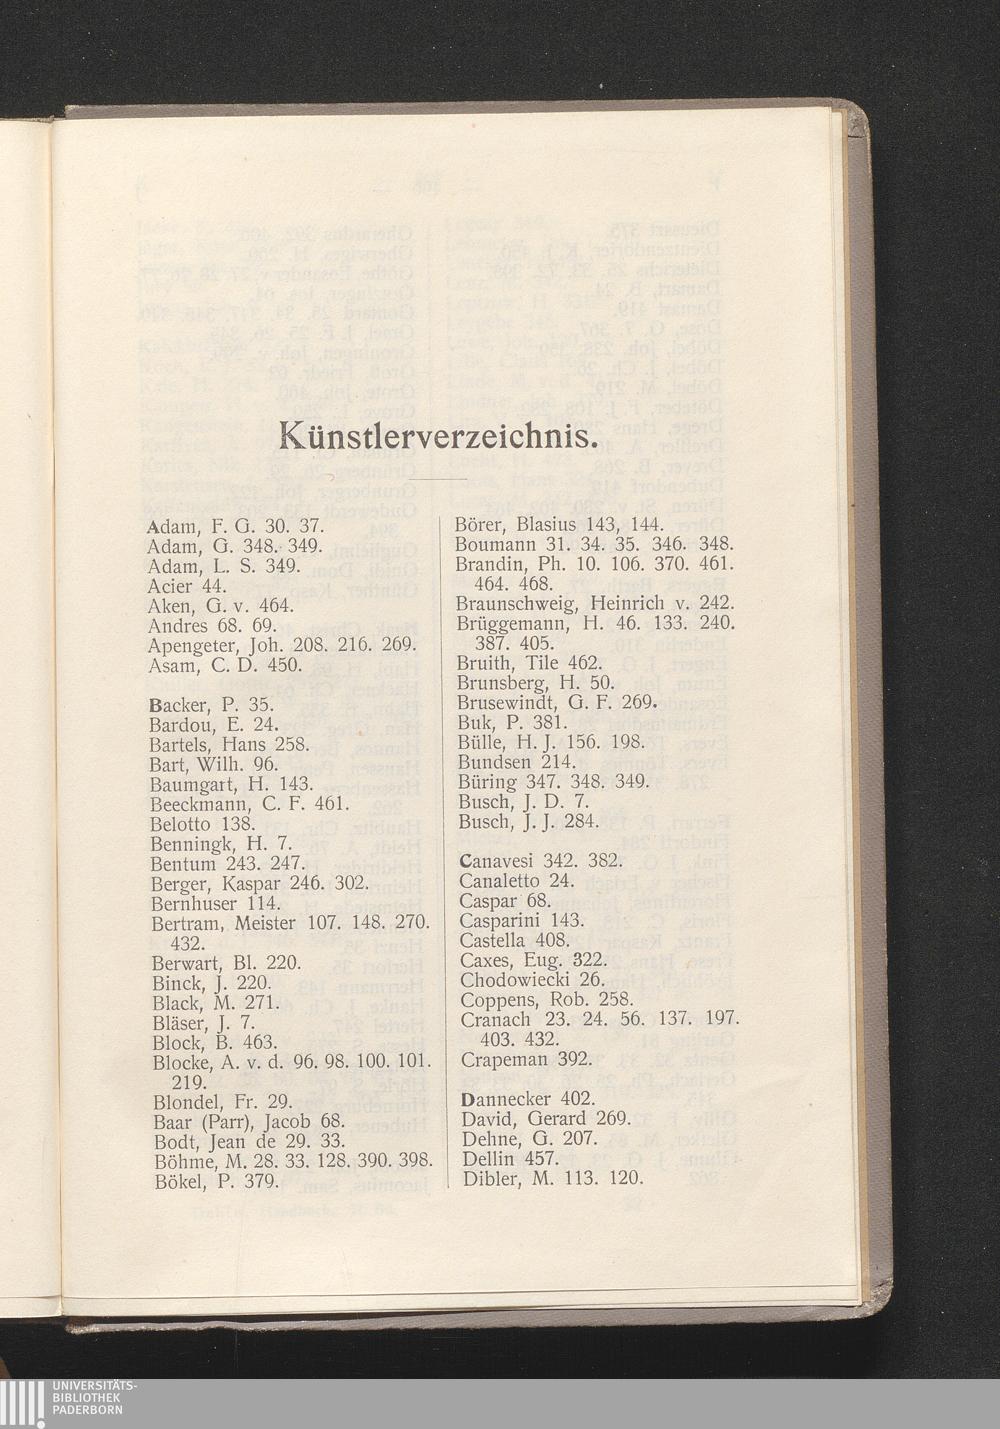 Künstlerverzeichnis.
Adam, F. G. 30. 37.
Adam, G. 348. 349.
Adam, L. S. 349.
Acier 44.
Aken, G. v. 464.
Andres 68. 69.
Apengeter, Joh. 208. 216. 269.
Asam, C. D. 450.
Backer, P. 35.
Bardou, E. 24.
Bartels, Hans 258.
Bart, Wilh. 96.
Baumgart, H. 143.
Beeckmann, C. F. 461.
Belotto 138.
Benningk, H. 7.
Bentum 243. 247.
Berger, Kaspar 246. 302.
Bernhuser 114.
Bertram, Meister 107. 148. 270.
432.
Berwart, Bl. 220.
Binck, J. 220.
Black, M. 271.
Bläser, J. 7.
Block, B. 463.
Blocke, A. v. d. 96. 98. 100. 101.
219.
Blondel, Fr. 29.
Baar (Parr), Jacob 68.
Bodt, Jean de 29. 33.
Böhme, M. 28. 33. 128. 390. 398.
Bökel, P. 379.
Börer, Blasius 143, 144.
Boumann 31. 34. 35. 346. 348.
Brandin, Ph. 10. 106. 370. 461.
464. 468.
Braunschweig, Heinrich v. 242.
Brüggemann, H. 46. 133. 240.
387. 405.
Bruith, Tile 462.
Brunsberg, H. 50.
Brusewindt, G. F. 269.
Buk, P. 381.
Bülle, H. J. 156. 198.
Bundsen 214.
Büring 347. 348. 349.
Busch, J. D. 7.
Busch, J. J. 284.
Canavesi 342. 382.
Canaletto 24.
Caspar 68.
Casparini 143.
Castella 408.
Caxes, Eug. 322.
Chodowiecki 26.
Coppens, Rob. 258.
Cranach 23. 24. 56. 137. 197.
403. 432.
Crapeman 392.
Dannecker 402.
David, Gerard 269.
Dehne, G. 207.
Dellin 457.
Dibler, M. 113. 120.
UNIVERSITÄTS-
BIBLIOTHEK
PADERBORN